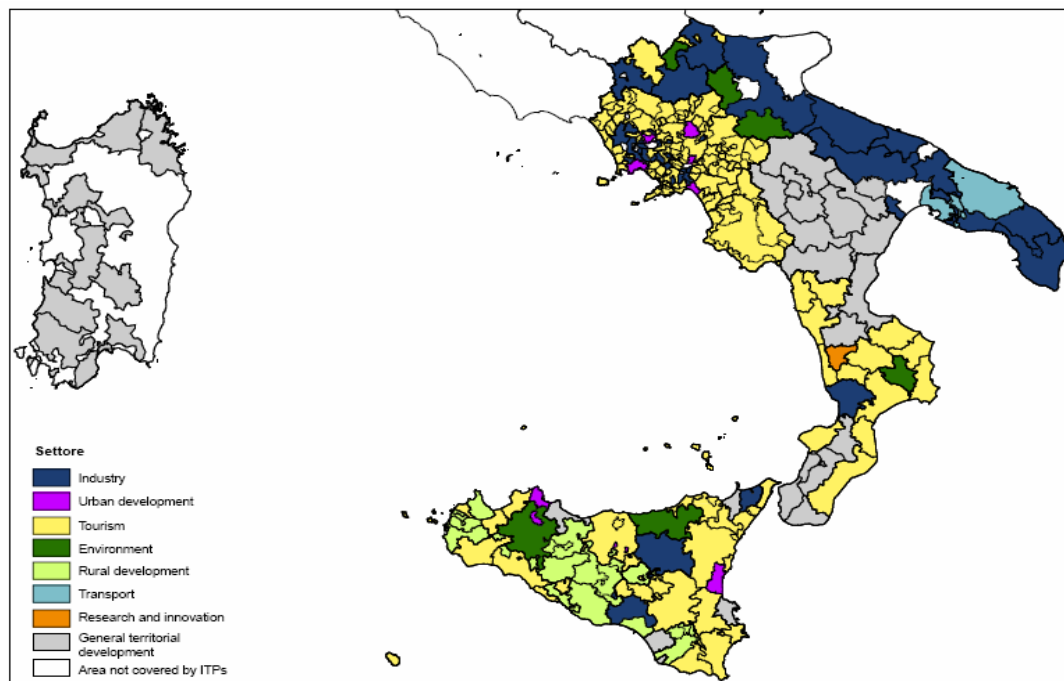 Settore
Industry
Urban development
Tourism
Environment
Rural development
Transport
Research and innovation
General territorial
development
Area not covered by ITPs